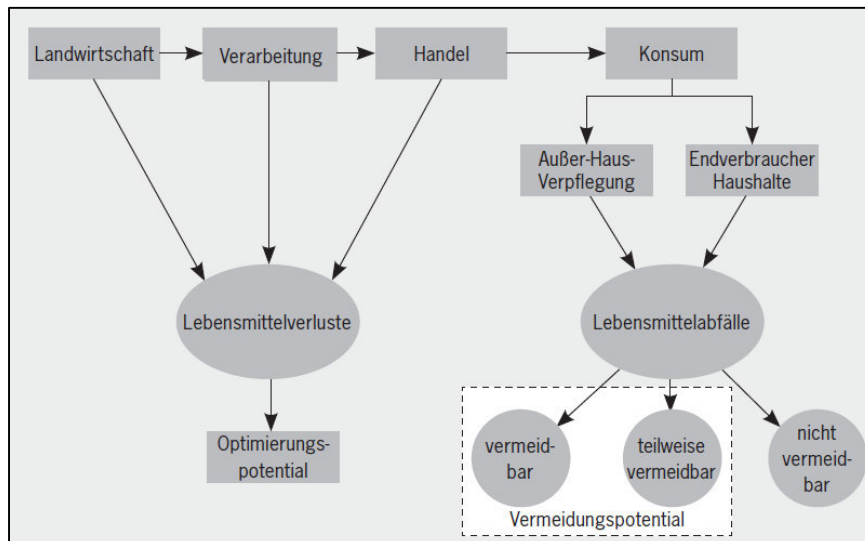 Landwirtschaft
Verarbeitung
Handel
Konsum
Außer-Haus-
Verpflegung
Endverbraucher
Haushalte
Lebensmittelverluste
Lebensmittelabfälle
Optimierungs-
potential
vermeid-
bar
teilweise
vermeidbar
nicht
vermeid-
bar
Vermeidungspotential